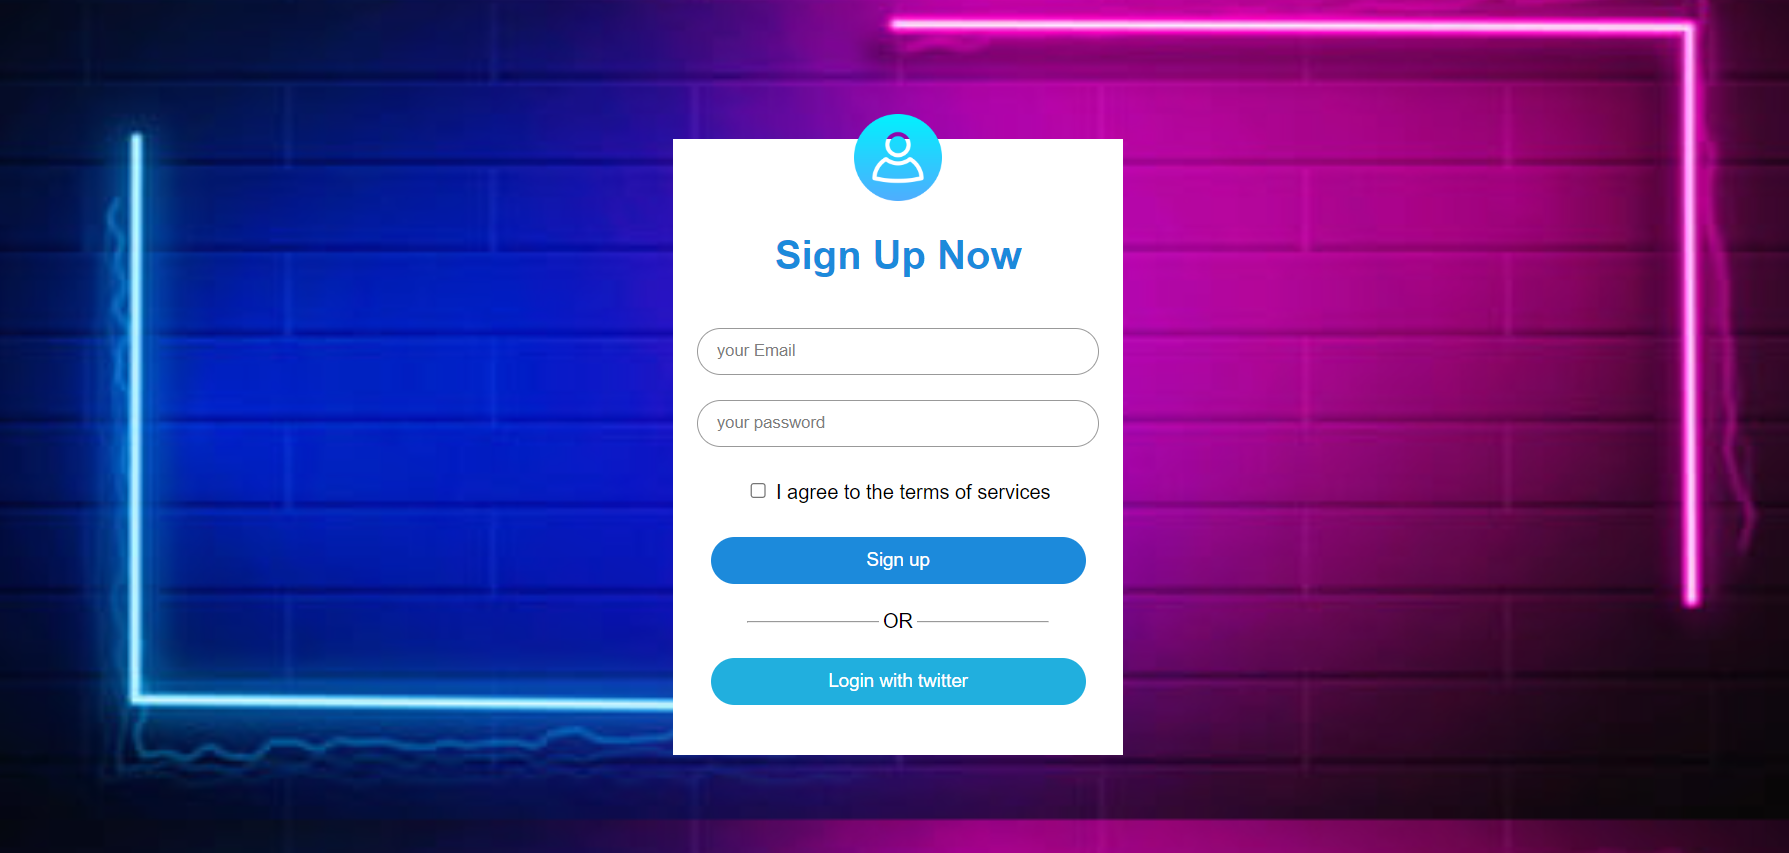 Sign Up Now
your Email
your password
I agree to the terms of services
Sign up
OR
Login with twitter